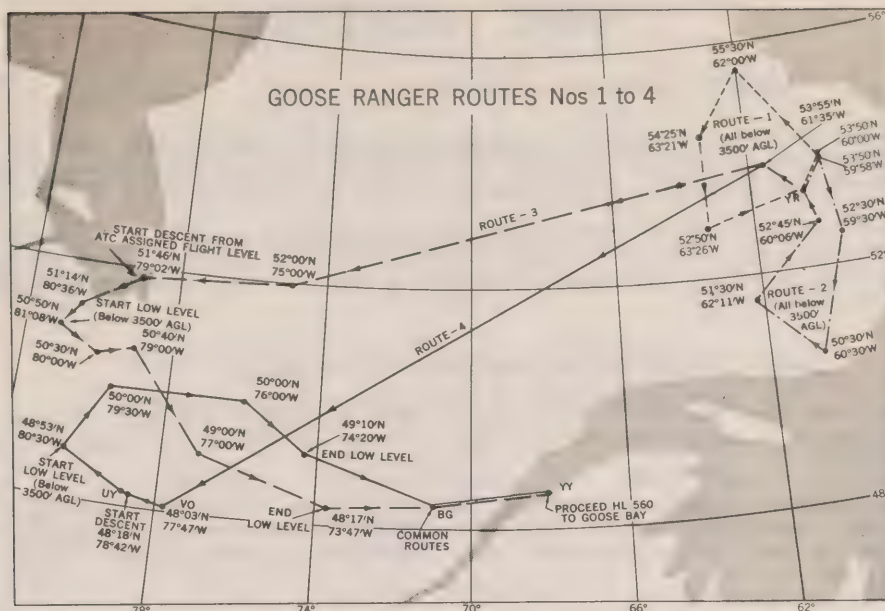 56°
55°30'N
62°00'W
GOOSE RANGER ROUTES Nos 1 to 4
53°55'N
61°35'W
ROUTE – 1
(All below
3500' AGL)
54°25'N
63°21'W
53°50'N
60°00'W
53°50'N
59°58'W
YR
ROUTE – 3
52°30'N
59°30'W
52°45'N
60°06'W
52°50'N
63°26'W
START DESCENT FROM
ATC ASSIGNED FLIGHT LEVEL
51°46'N
79°02'W
52°00'N
75°00'W
52°
51°14'N
80°36'W
START LOW LEVEL
(Below 3500' AGL)
51°30'N
62°11'W
ROUTE – 2
(All below
3500'
AGL)
50°50'N
81°08'W
50°40'N
79°00'W
50°30'N
80°00'W
ROUTE-4
50°30'N
60°30'W
50°00'N
79°30'W
50°00'N
76°00'W
48°53'N
80°30'W
49°00'N
77°00'W
49°10'N
74°20'W
END LOW LEVEL
START
LOW LEVEL
(Below
3500' AGL)
UY
START
DESCENT
48°18'N
78°42'W
VO
48°03'N
77°47'W
END
LOW LEVEL
48°17'N
73°47'W
BG
COMMON
ROUTES
YY
PROCEED HL 560
TO GOOSE BAY
48°
78°
74°
70°
66°
62°